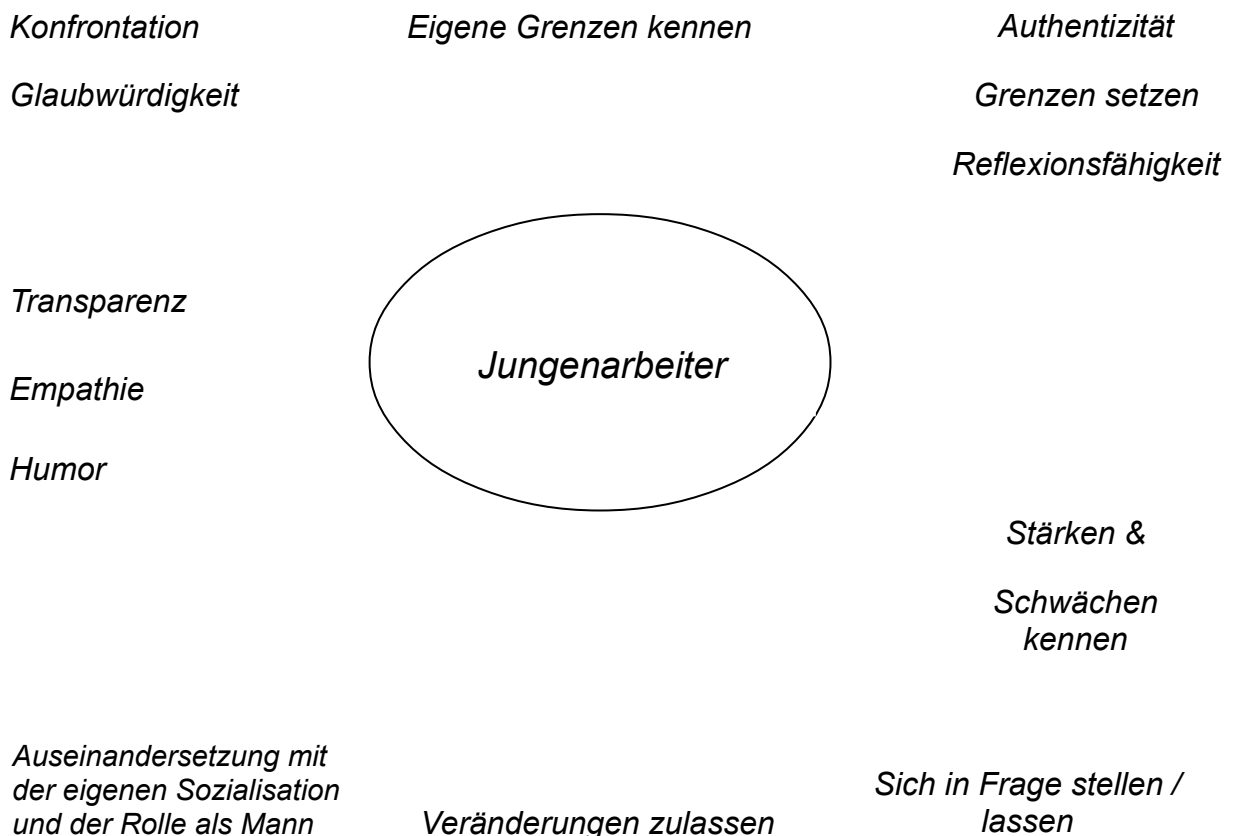 Konfrontation
Eigene Grenzen kennen
Authentizität
Glaubwürdigkeit
Grenzen setzen
Reflexionsfähigkeit
Transparenz
Jungenarbeiter
Empathie
Humor
Stärken &
Schwächen
kennen
Auseinandersetzung mit
der eigenen Sozialisation
und der Rolle als Mann
Veränderungen zulassen
Sich in Frage stellen /
lassen